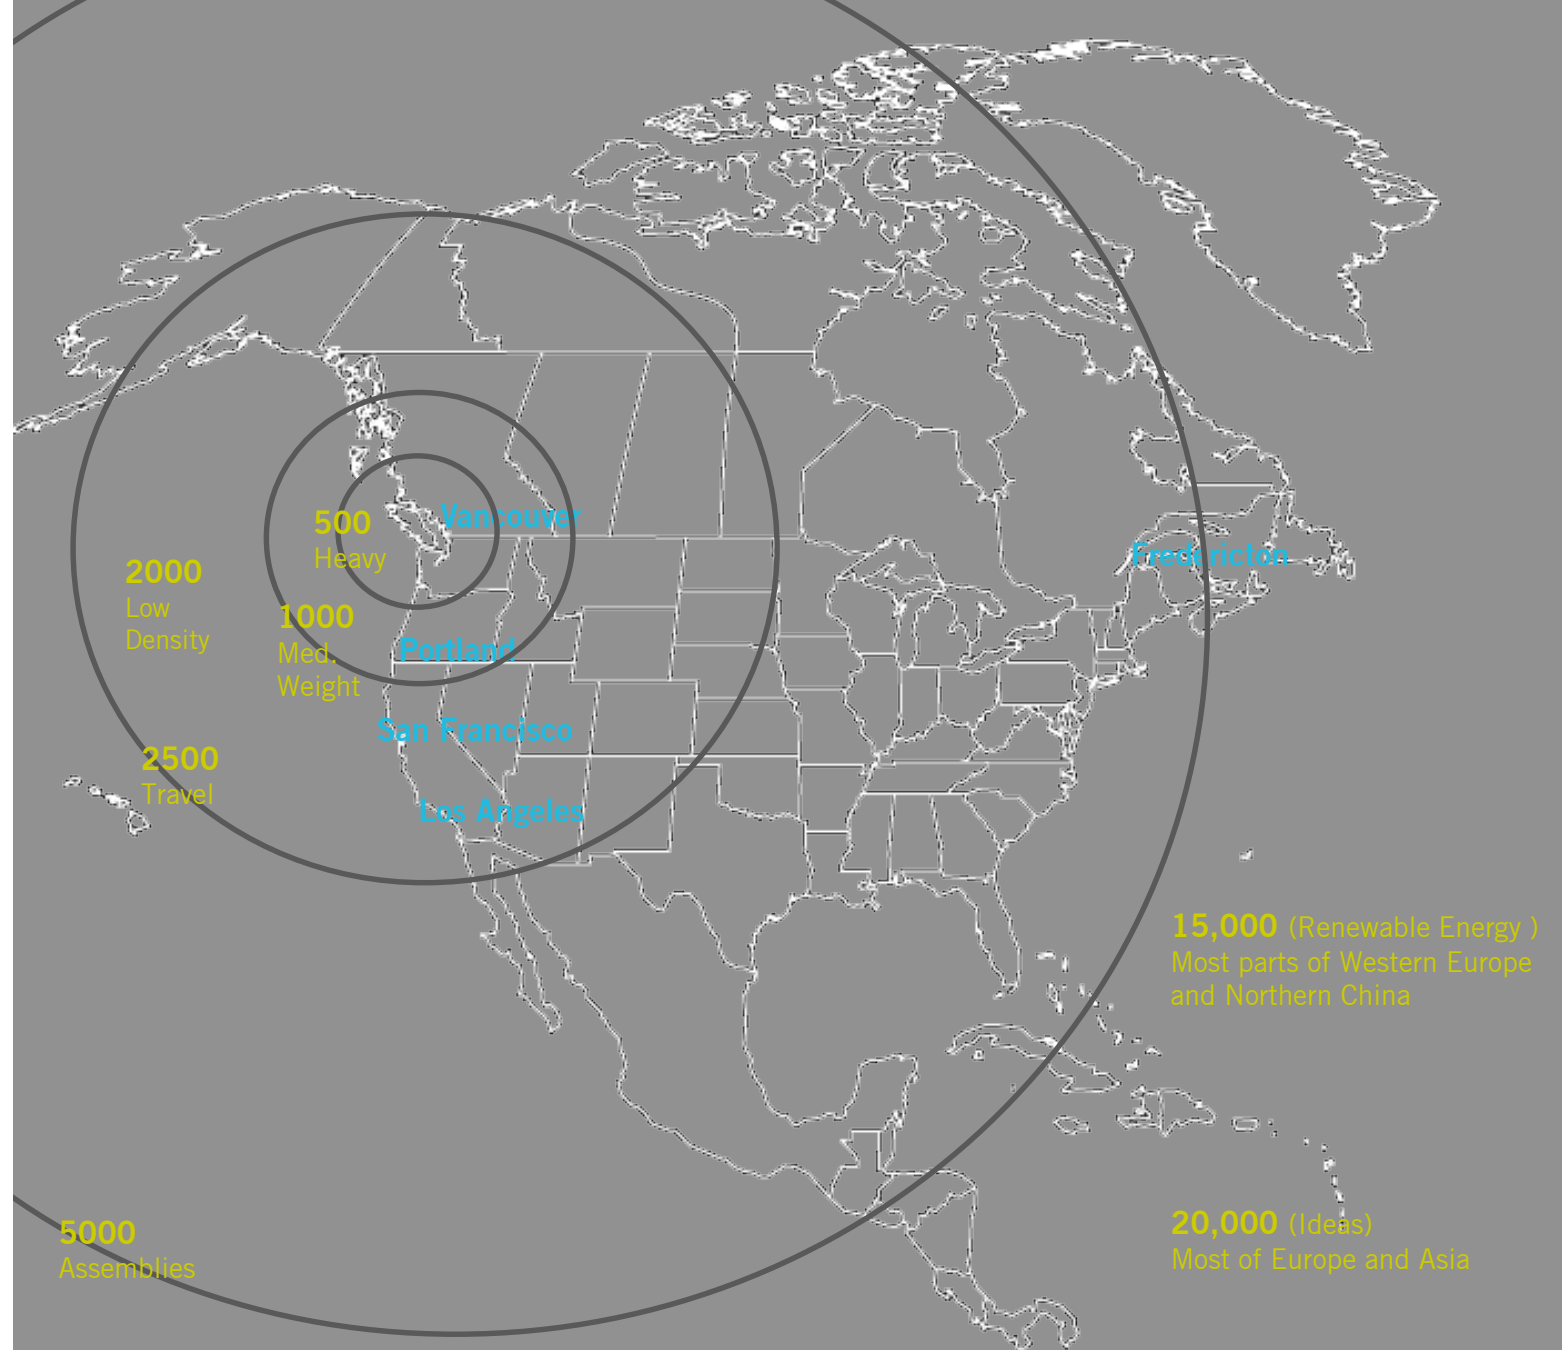 Vancouver
500
Heavy
Fredericton
2000
Low
Density
1000
Med.
Weight
Portland
San Francisco
2500
Travel
Los Angeles
15,000 (Renewable Energy )
Most parts of Western Europe
and Northern China
20,000 (Ideas)
Most of Europe and Asia
5000
Assemblies